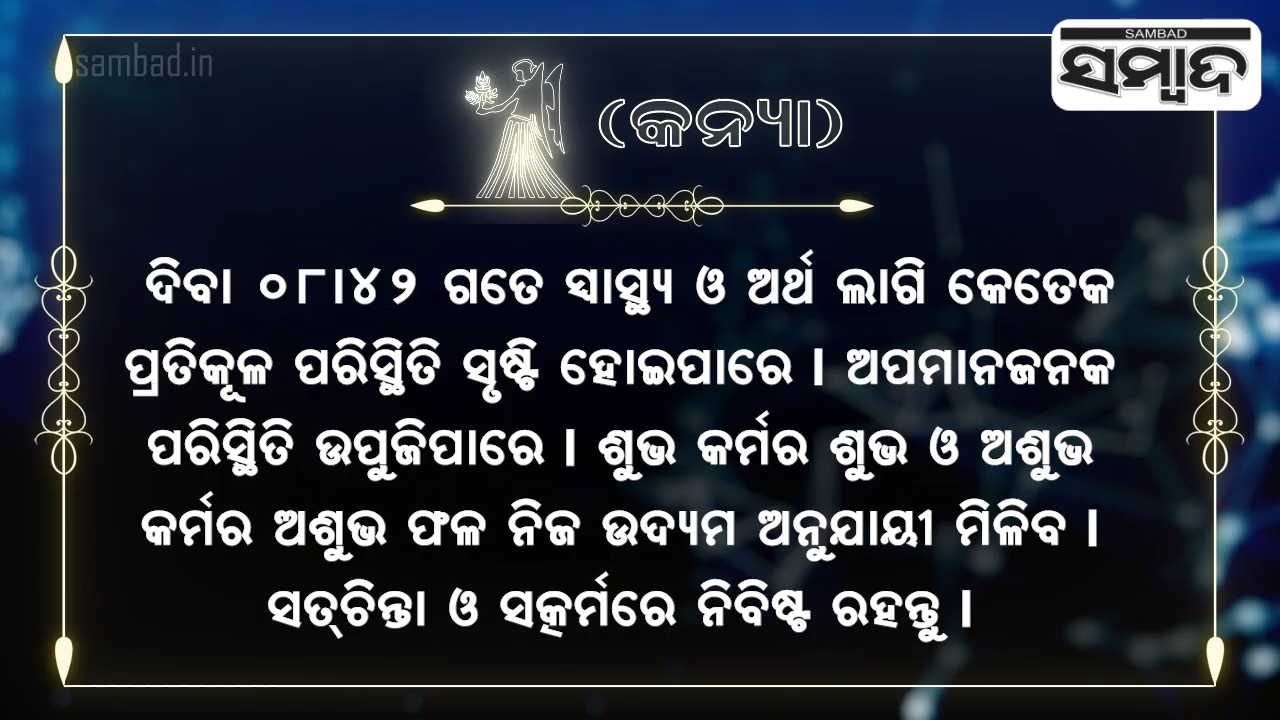 sambad.in
SAMBAD
ସମ୍ବାଦ
(କନ୍ୟା)
ଦିବା ୦୮।୪୨ ଗତେ ସ୍ୱାସ୍ଥ୍ୟ ଓ ଅର୍ଥ ଲାଗି କେତେକ
ପ୍ରତିକୂଳ ପରିସ୍ଥିତି ସୃଷ୍ଟି ହୋଇପାରେ । ଅପମାନଜନକ
ପରିସ୍ଥିତି ଉପୁଜିପାରେ । ଶୁଭ କର୍ମର ଶୁଭ ଓ ଅଶୁଭ
କର୍ମର ଅଶୁଭ ଫଳ ନିଜ ଉଦ୍ୟମ ଅନୁଯାୟୀ ମିଳିବ ।
ସତ୍‌ଚିନ୍ତା ଓ ସତ୍କର୍ମରେ ନିବିଷ୍ଟ ରହନ୍ତୁ ।